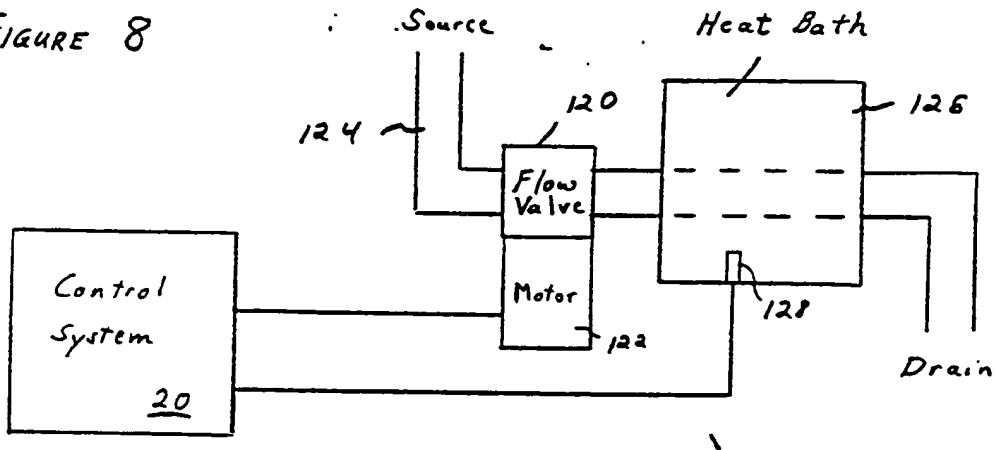 FIGURE 8
Source
Heat Bath
120
126
124
Flow
Valve
Control
System
20
Motor
122
128
Drain